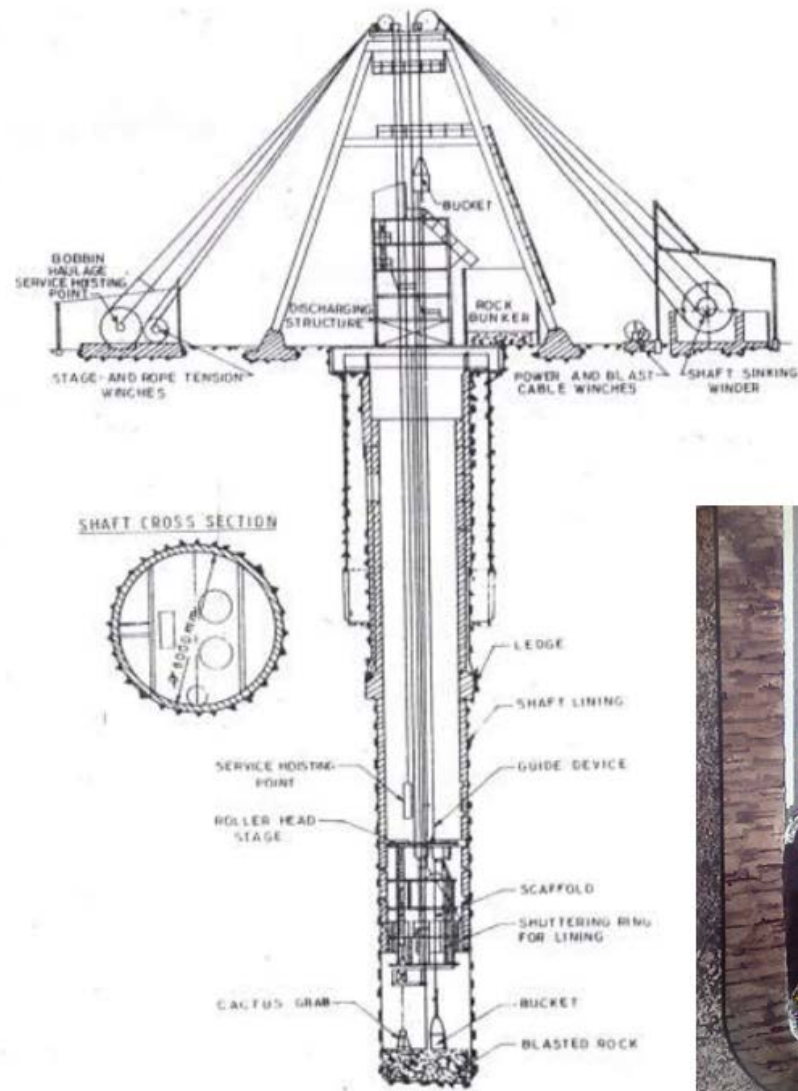 BUCKET
BOBBIN
HAULAGE
SERVICE HOISTING
POINT
DISCHARGING
STRUCTURE
ROCK
BUNKER
STAGE-AND ROPE TENSION
WINCHES
POWER AND BLAST
CABLE WINCHES
SHAFT SINKING
WINDER
SHAFT CROSS SECTION
8000 mm
LEDGE
SHAFT LINING
SERVICE HOISTING
POINT
GUIDE DEVICE
ROLLER HEAD
STAGE
SCAFFOLD
SHUTTERING RING
FOR LINING
CACTUS GRAB
BUCKET
BLASTED ROCK